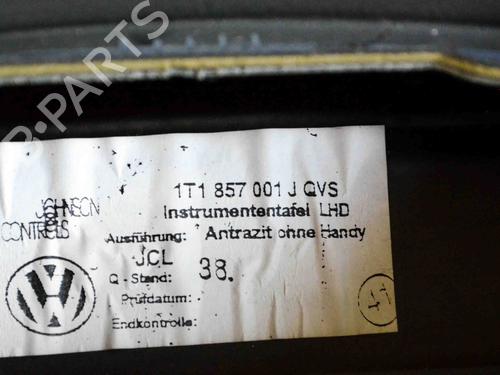 B-PARTS
JOHNSON
CONTROLS
1T1 857 001 J QVS
Instrumententafel LHD
Ausführung: Antrazit ohne Handy
JCL
Q - Stand: 38.
Prüfdatum:
Endkontrolle: